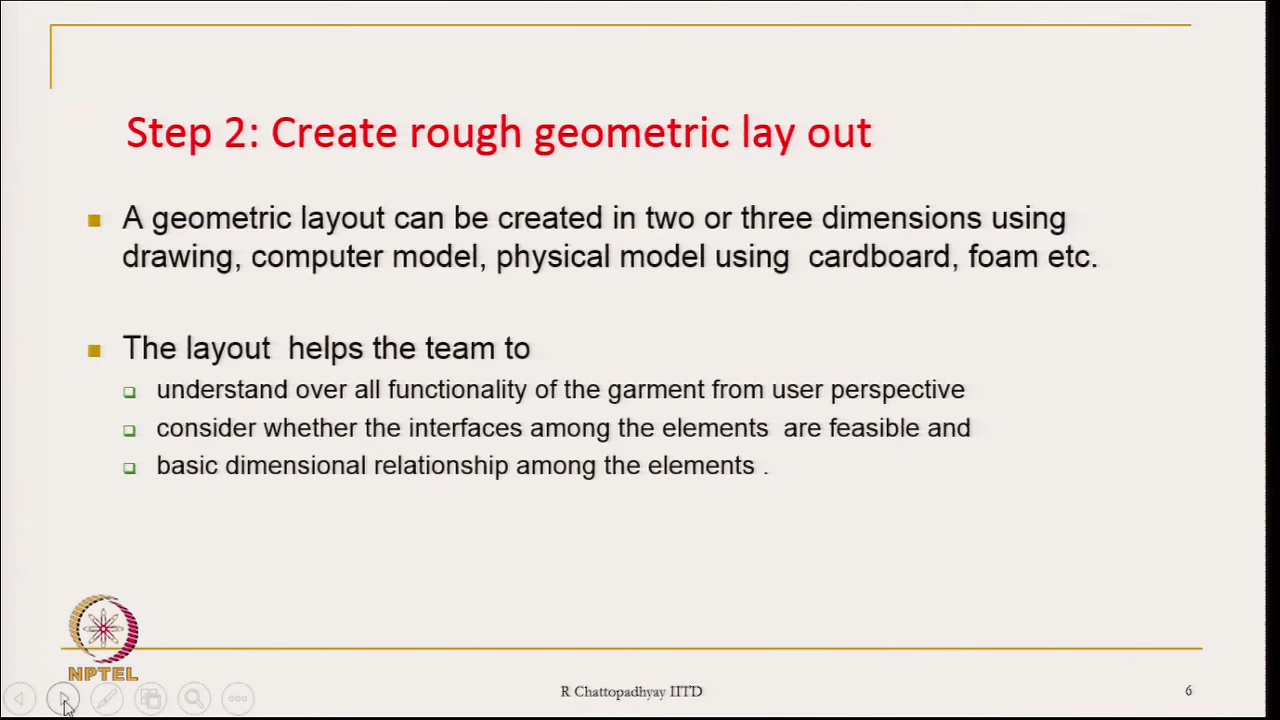 Step 2: Create rough geometric lay out
A geometric layout can be created in two or three dimensions using
drawing, computer model, physical model using cardboard, foam etc.
The layout helps the team to
understand over all functionality of the garment from user perspective
consider whether the interfaces among the elements are feasible and
basic dimensional relationship among the elements .
NPTEL
R Chattopadhyay IITD
6